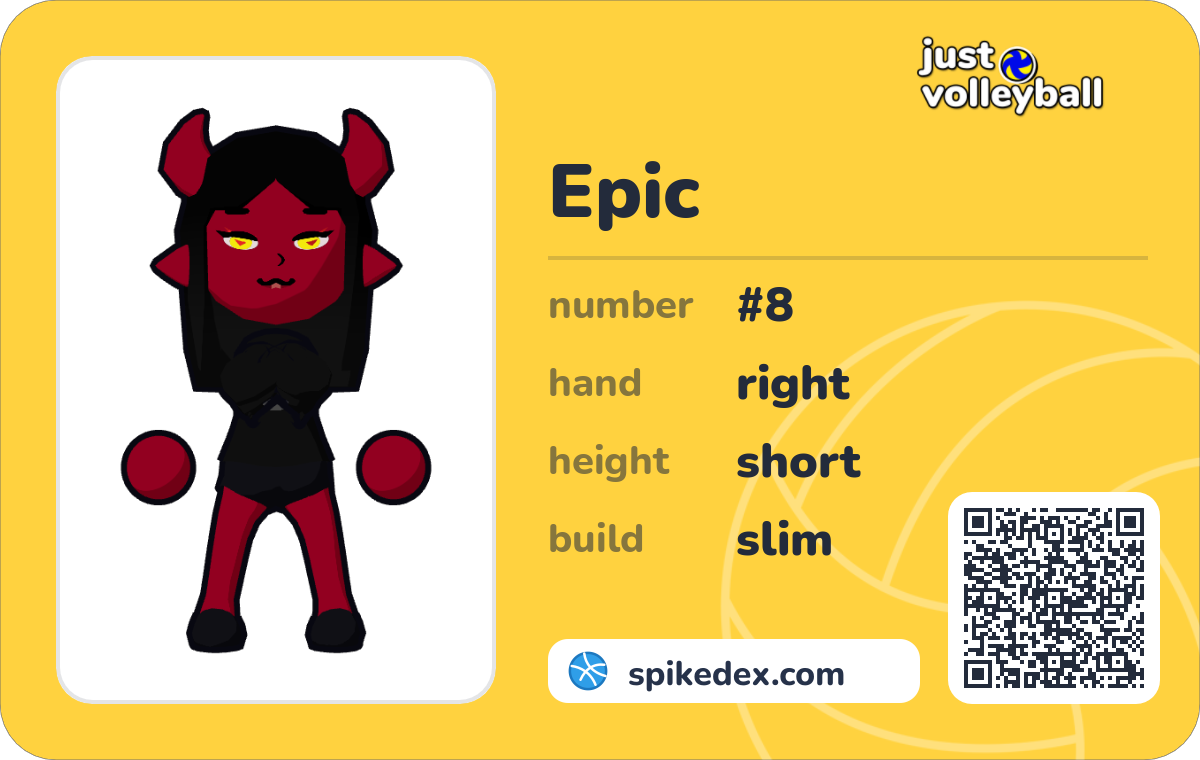 just
volleyball
Epic
number #8
hand right
height short
build slim
spikedex.com